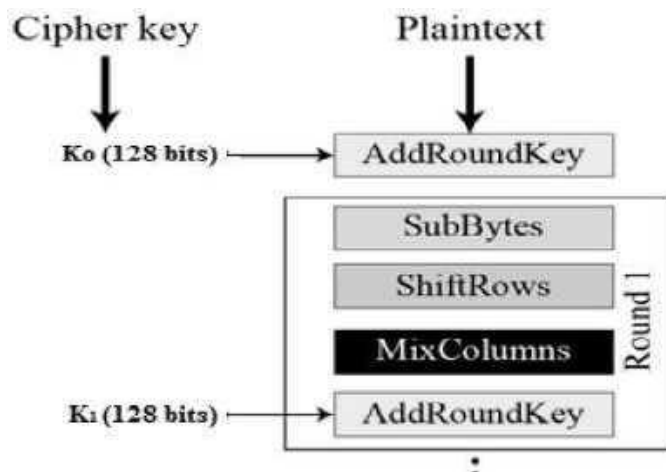 Cipher key Plaintext
K0 (128 bits) AddRoundKey
SubBytes
ShiftRows
MixColumns
K1 (128 bits) AddRoundKey
Round 1